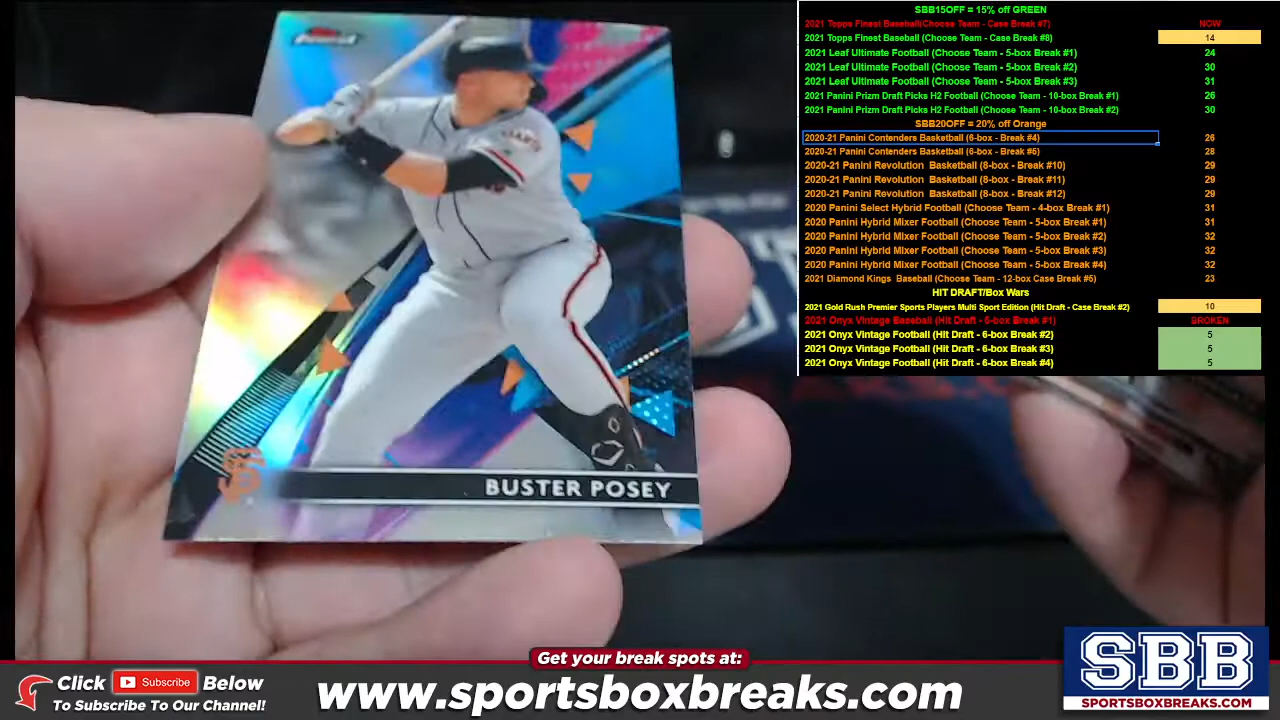 SBB15OFF = 15% off GREEN
2021 Topps Finest Baseball(Choose Team - Case Break #7) NOW
2021 Topps Finest Baseball (Choose Team - Case Break #8) 14
2021 Leaf Ultimate Football (Choose Team - 5-box Break #1) 24
2021 Leaf Ultimate Football (Choose Team - 5-box Break #2) 30
2021 Leaf Ultimate Football (Choose Team - 5-box Break #3) 31
2021 Panini Prizm Draft Picks H2 Football (Choose Team - 10-box Break #1) 26
2021 Panini Prizm Draft Picks H2 Football (Choose Team - 10-box Break #2) 30
SBB20OFF = 20% off Orange
2020-21 Panini Contenders Basketball (6-box - Break #4) 26
2020-21 Panini Contenders Basketball (6-box - Break #5) 28
2020-21 Panini Revolution Basketball (8-box - Break #10) 29
2020-21 Panini Revolution Basketball (8-box - Break #11) 29
2020-21 Panini Revolution Basketball (8-box - Break #12) 29
2020 Panini Select Hybrid Football (Choose Team - 4-box Break #1) 31
2020 Panini Hybrid Mixer Football (Choose Team - 5-box Break #1) 31
2020 Panini Hybrid Mixer Football (Choose Team - 5-box Break #2) 32
2020 Panini Hybrid Mixer Football (Choose Team - 5-box Break #3) 32
2020 Panini Hybrid Mixer Football (Choose Team - 5-box Break #4) 32
2021 Diamond Kings Baseball (Choose Team - 12-box Case Break #6) 23
HIT DRAFT/Box Wars
2021 Gold Rush Premier Sports Players Multi Sport Edition (Hit Draft - Case Break #2) 10
2021 Onyx Vintage Baseball (Hit Draft - 6-box Break #1) BROKEN
2021 Onyx Vintage Football (Hit Draft - 6-box Break #2) 5
2021 Onyx Vintage Football (Hit Draft - 6-box Break #3) 5
2021 Onyx Vintage Football (Hit Draft - 6-box Break #4) 5
Finest
SF
BUSTER POSEY
Get your break spots at:
Click Subscribe Below
To Subscribe To Our Channel!
www.sportsboxbreaks.com
SBB
SPORTSBOXBREAKS.COM